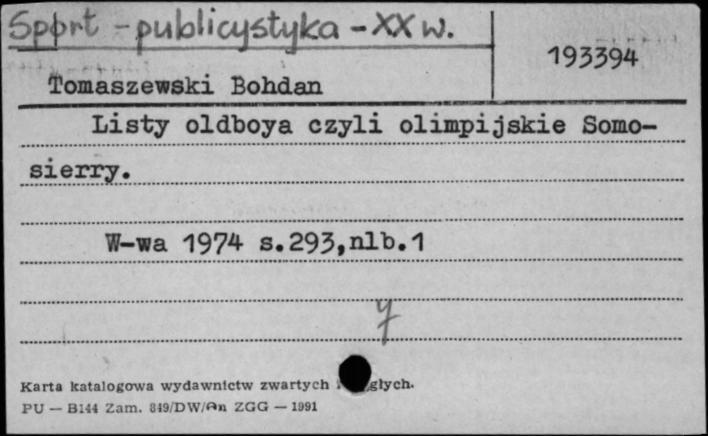 Sport - publicystyka - XX w.
193394
Tomaszewski Bohdan
Listy oldboya czyli olimpijskie Somo-
sierry.
W-wa 1974 s.293,nlb.1
y
Karta katalogowa wydawnictw zwartych i
PU — B144 Zam. 849/DW/An ZGG — 1991